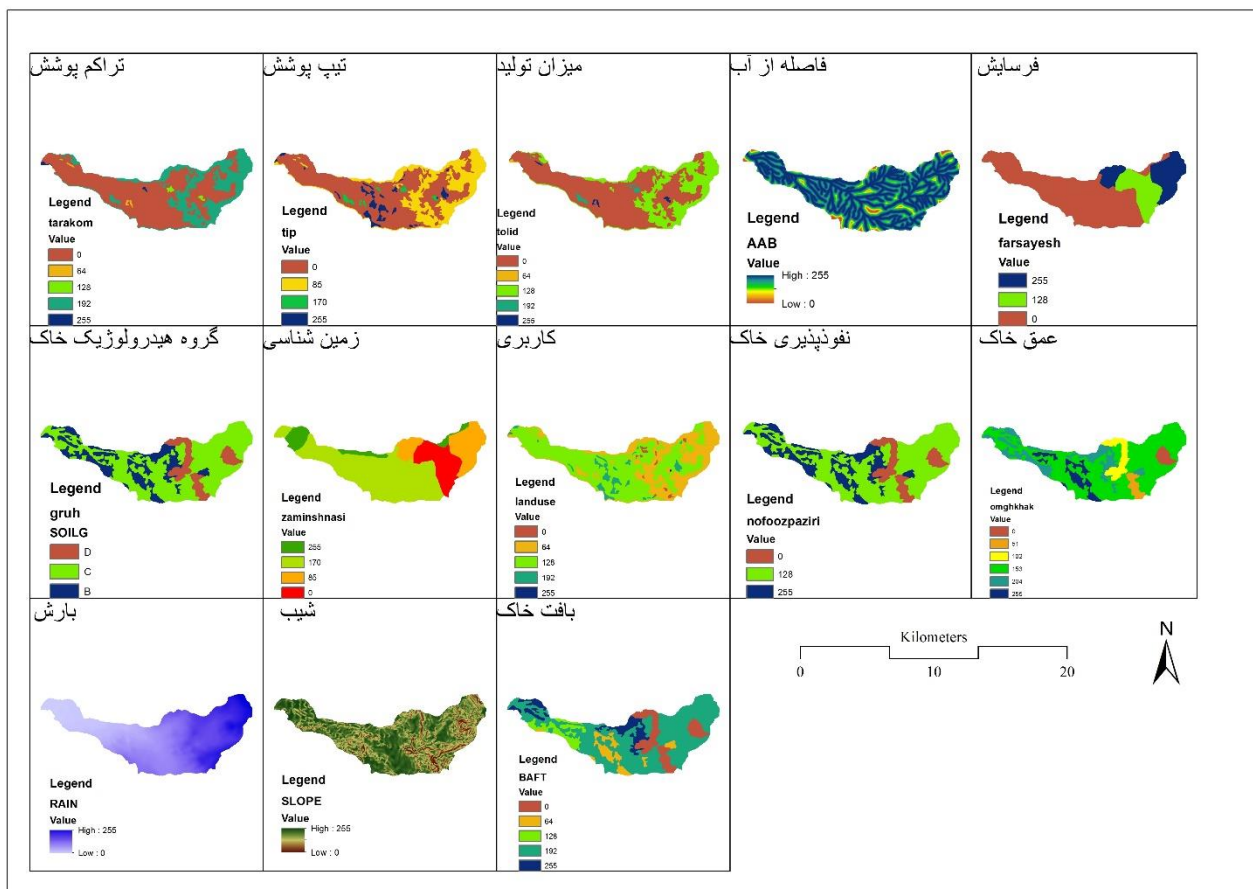 تراکم پوشش
Legend
tarakom
Value
0
64
128
192
255
تیپ پوشش
Legend
tip
Value
0
85
170
255
میزان تولید
Legend
tolid
Value
0
64
128
192
255
فاصله از آب
Legend
AAB
Value
High : 255
Low : 0
فرسایش
Legend
farsayesh
Value
255
128
0
گروه هیدرولوژیک خاک
Legend
gruh
SOILG
D
C
B
زمین شناسی
Legend
zaminshnasi
Value
255
170
85
0
کاربری
Legend
landuse
Value
0
64
128
192
255
نفوذپذیری خاک
Legend
nofoozpaziri
Value
0
128
255
عمق خاک
Legend
omghkhak
Value
0
51
102
153
204
255
بارش
Legend
RAIN
Value
High : 255
Low : 0
شیب
Legend
SLOPE
Value
High : 255
Low : 0
بافت خاک
Legend
BAFT
Value
0
64
128
192
255
Kilometers
0 10 20
N